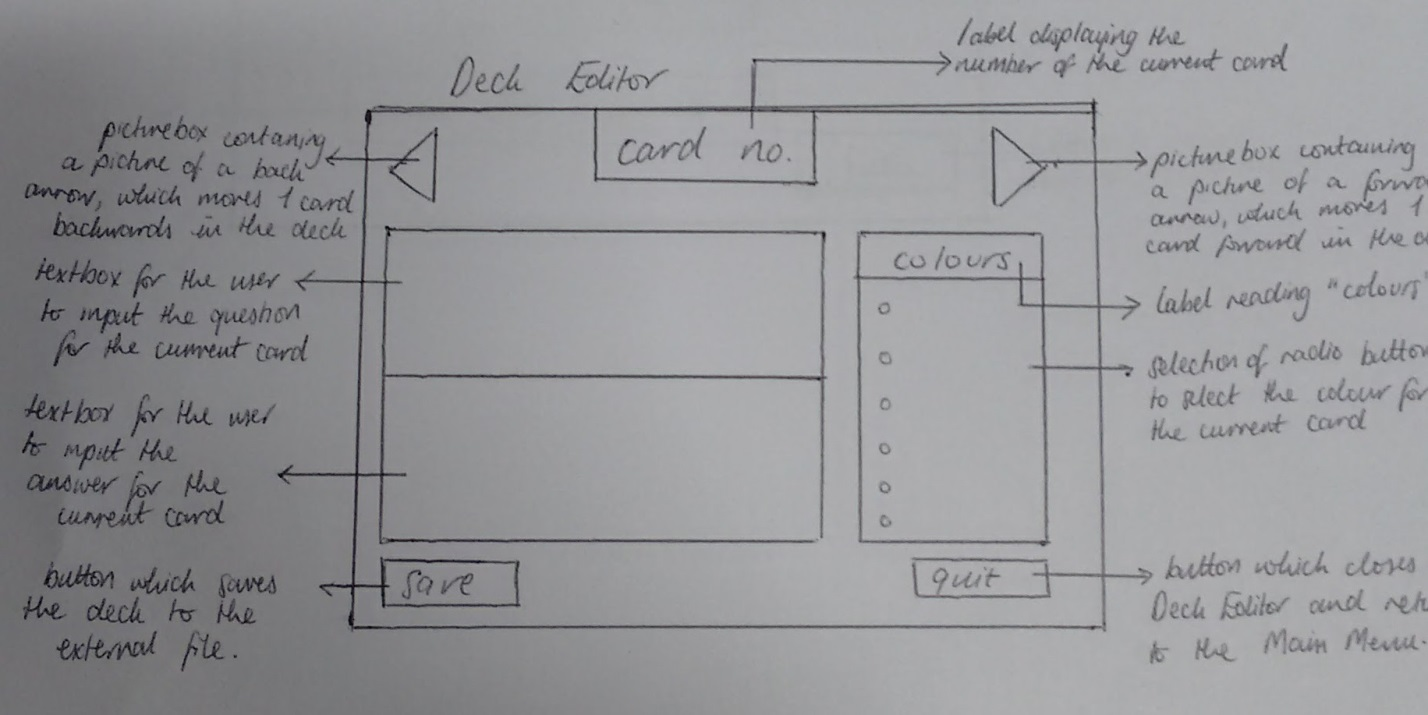 Deck Editor
label displaying the
number of the current card
card no.
picturebox contaning
a picture of a back
arrow, which moves 1 card
backwards in the deck
picturebox containing
a picture of a
arrow, which moves 1
card forward in the
textbox for the user
to input the question
for the current card
colours
label reading "colours"
selection of radio
to select the colour for
the current card
textbox for the user
to input the
answer for the
current card
save
quit
button which saves
the deck to the
external file.
button which closes
Deck Editor and
to the Main Menu.